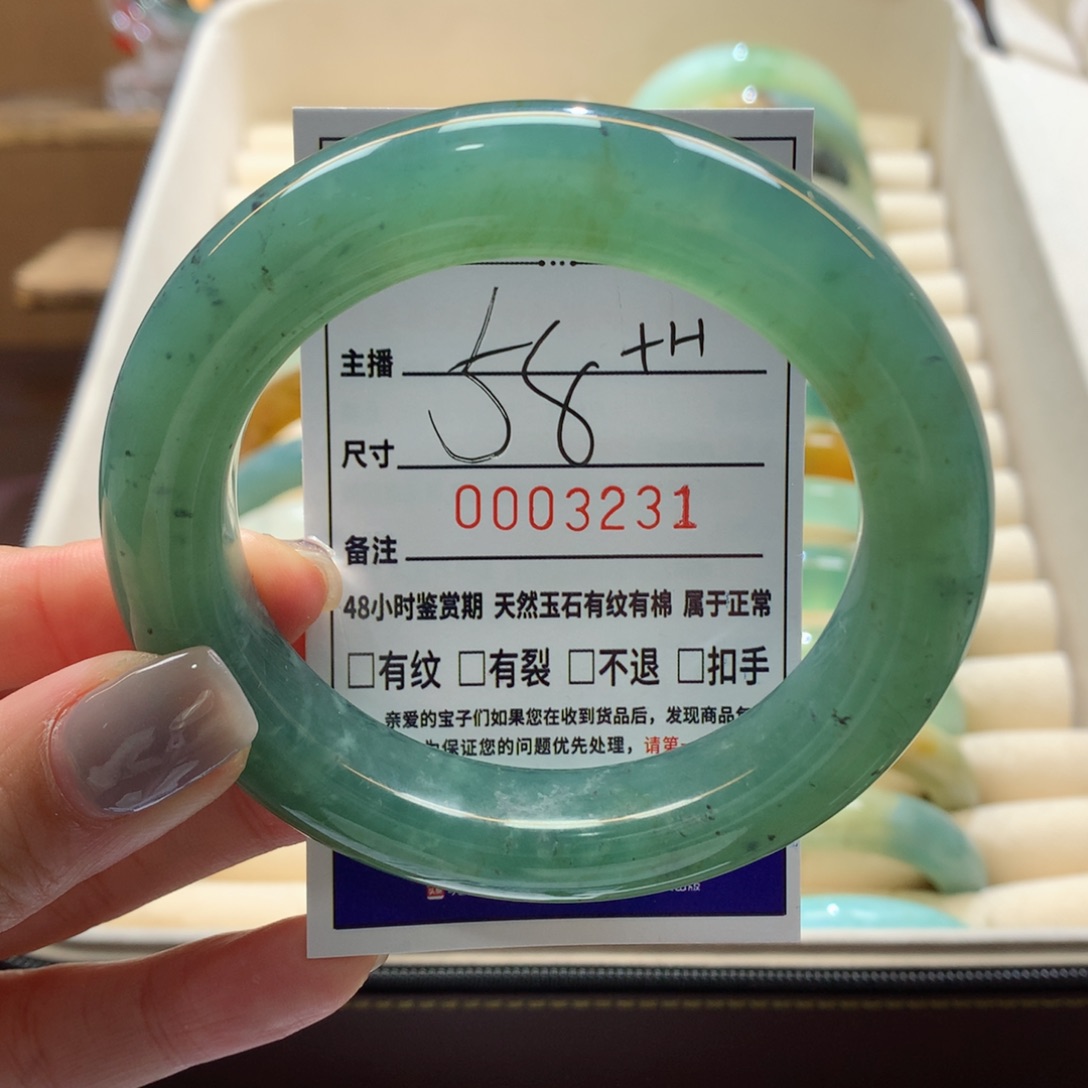 主播
58+H
尺寸
0003231
备注
48小时鉴赏期 天然玉石有纹有棉 属于正常
□有纹 □有裂 □不退 □扣手
亲爱的宝子们如果您在收到货品后，发现商品
保证您的问题优先处理，请第